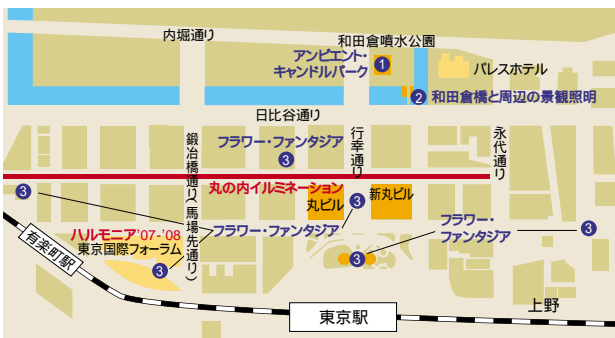 内堀通り
和田倉噴水公園
アンビエント・
キャンドルパーク
1
パレスホテル
2
和田倉橋と周辺の景観照明
日比谷通り
鍛冶橋通り(馬場先通り)
フラワー・ファンタジア
3
行幸通り
永代通り
丸の内イルミネーション
3
丸ビル
3
新丸ビル
フラワー・ファンタジア
フラワー・
ファンタジア
3
ハルモニア'07-'08
東京国際フォーラム
3
3
有楽町駅
東京駅
上野